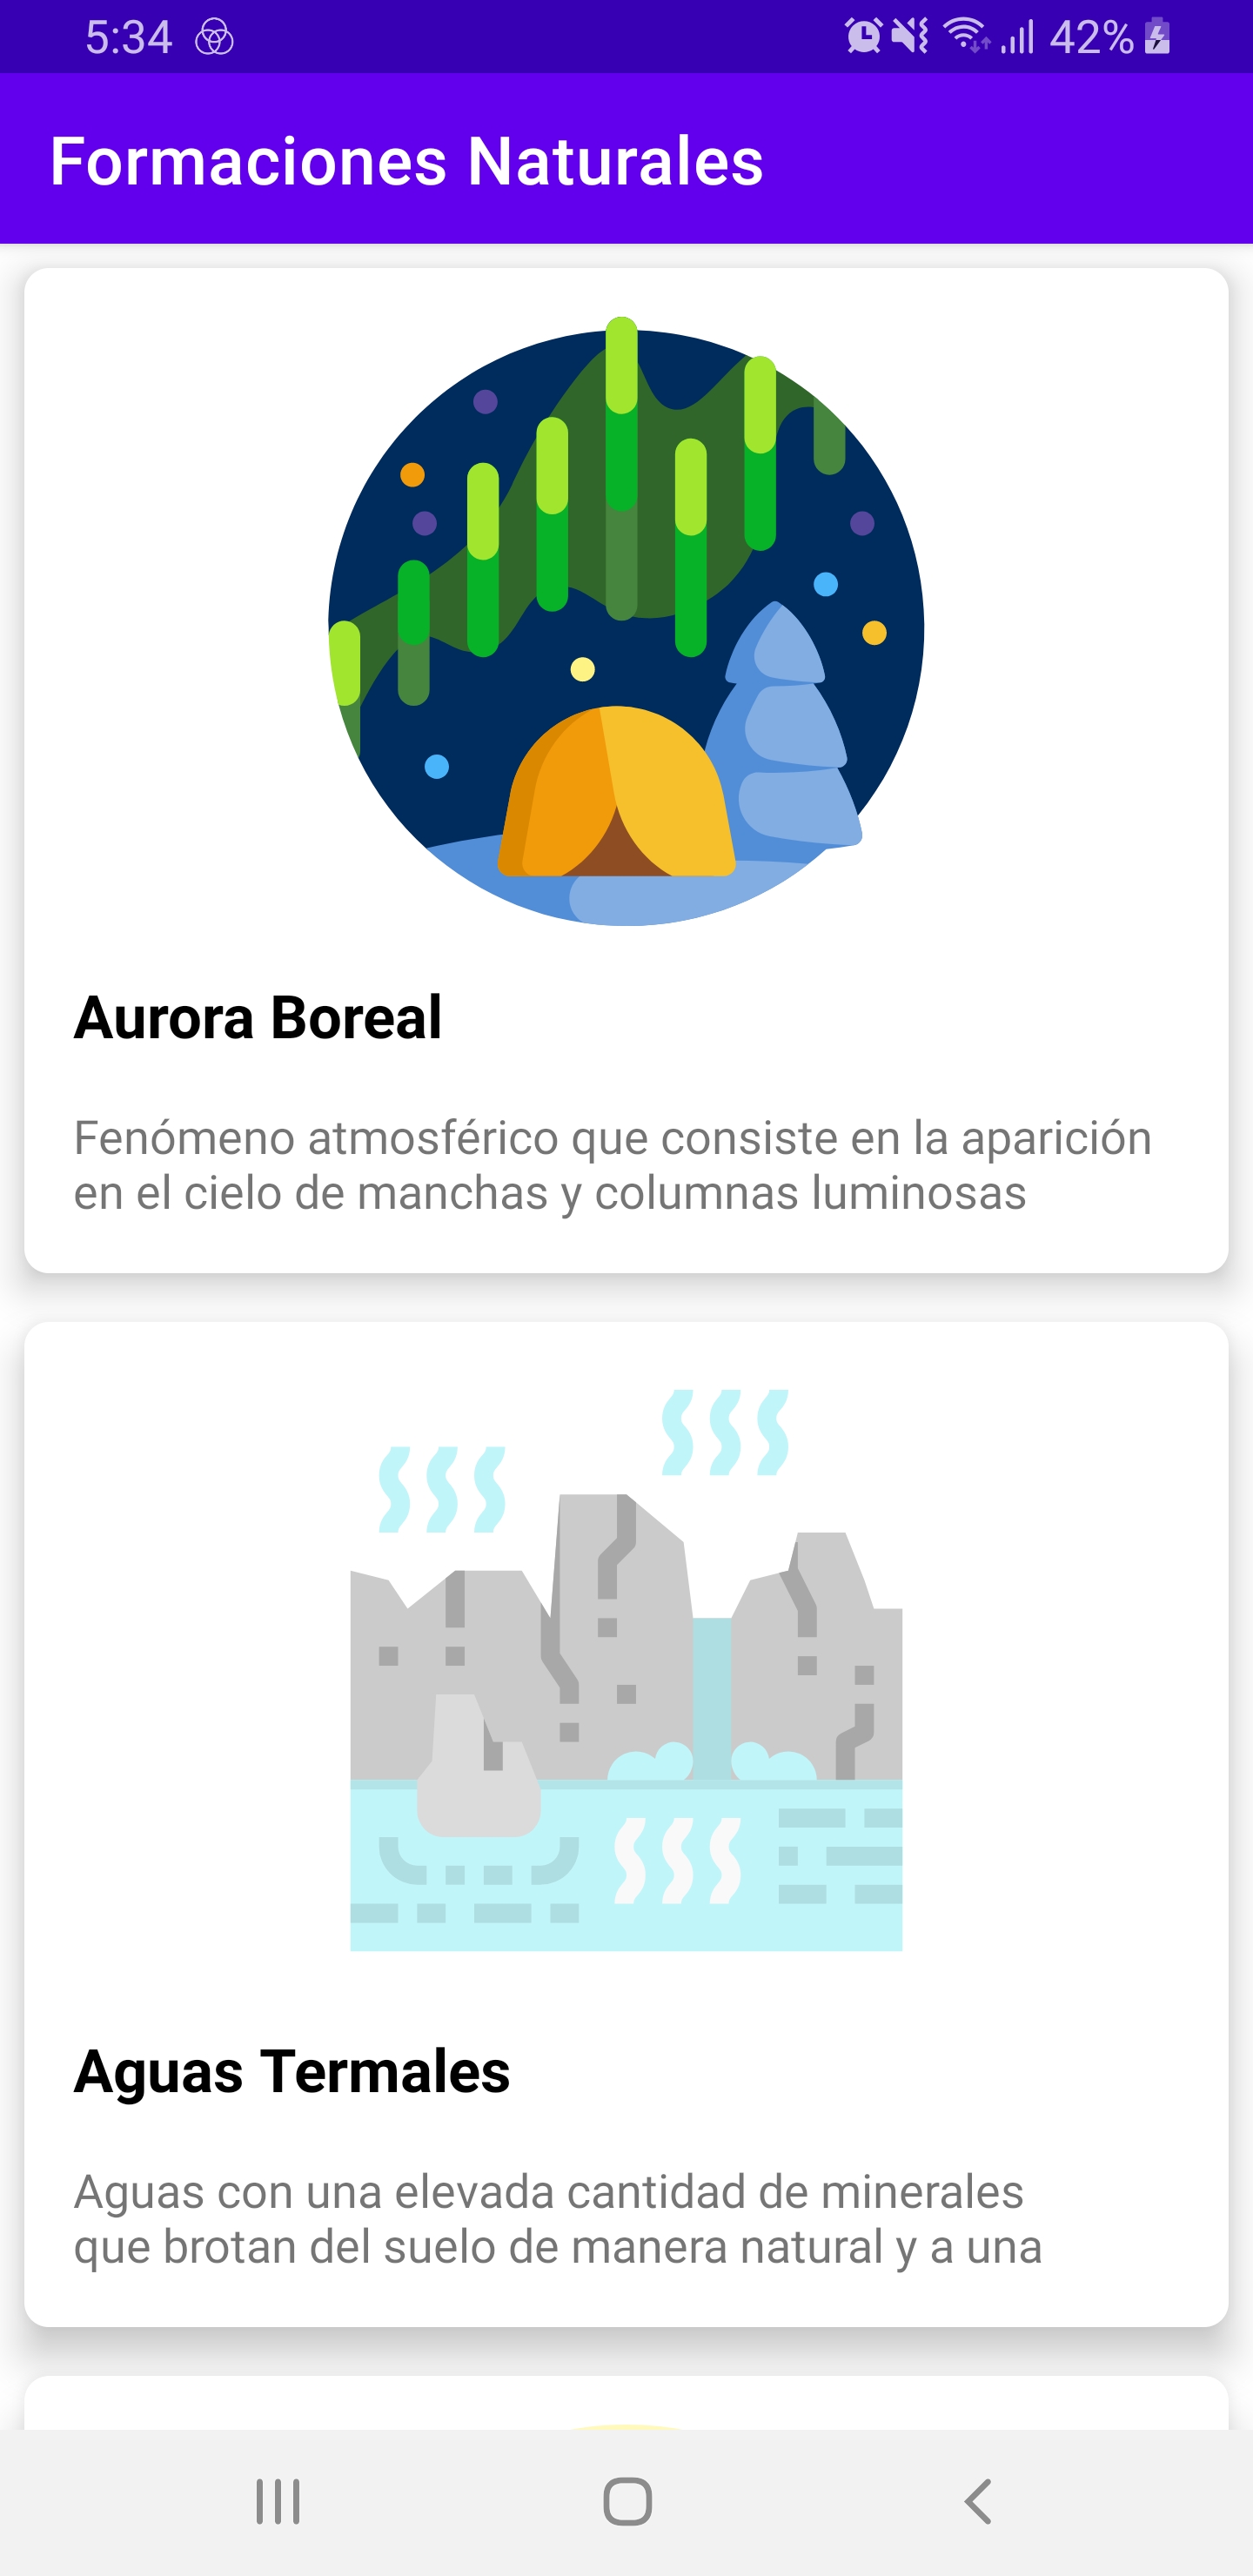 5:34
42%
Formaciones Naturales
Aurora Boreal
Fenómeno atmosférico que consiste en la aparición
en el cielo de manchas y columnas luminosas
Aguas Termales
Aguas con una elevada cantidad de minerales
que brotan del suelo de manera natural y a una